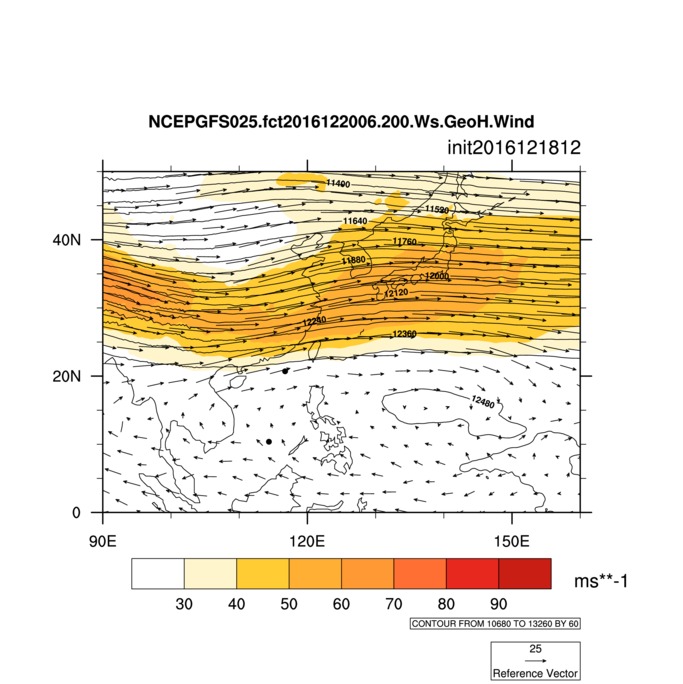 NCEPGFS025.fct2016122006.200.Ws.GeoH.Wind
init2016121812
11400
11520
11640
40N
11760
11880
12000
12120
12240
12360
20N
12480
0
90E 120E 150E
30 40 50 60 70 80 90
ms**-1
CONTOUR FROM 10680 TO 13260 BY 60
25
Reference Vector